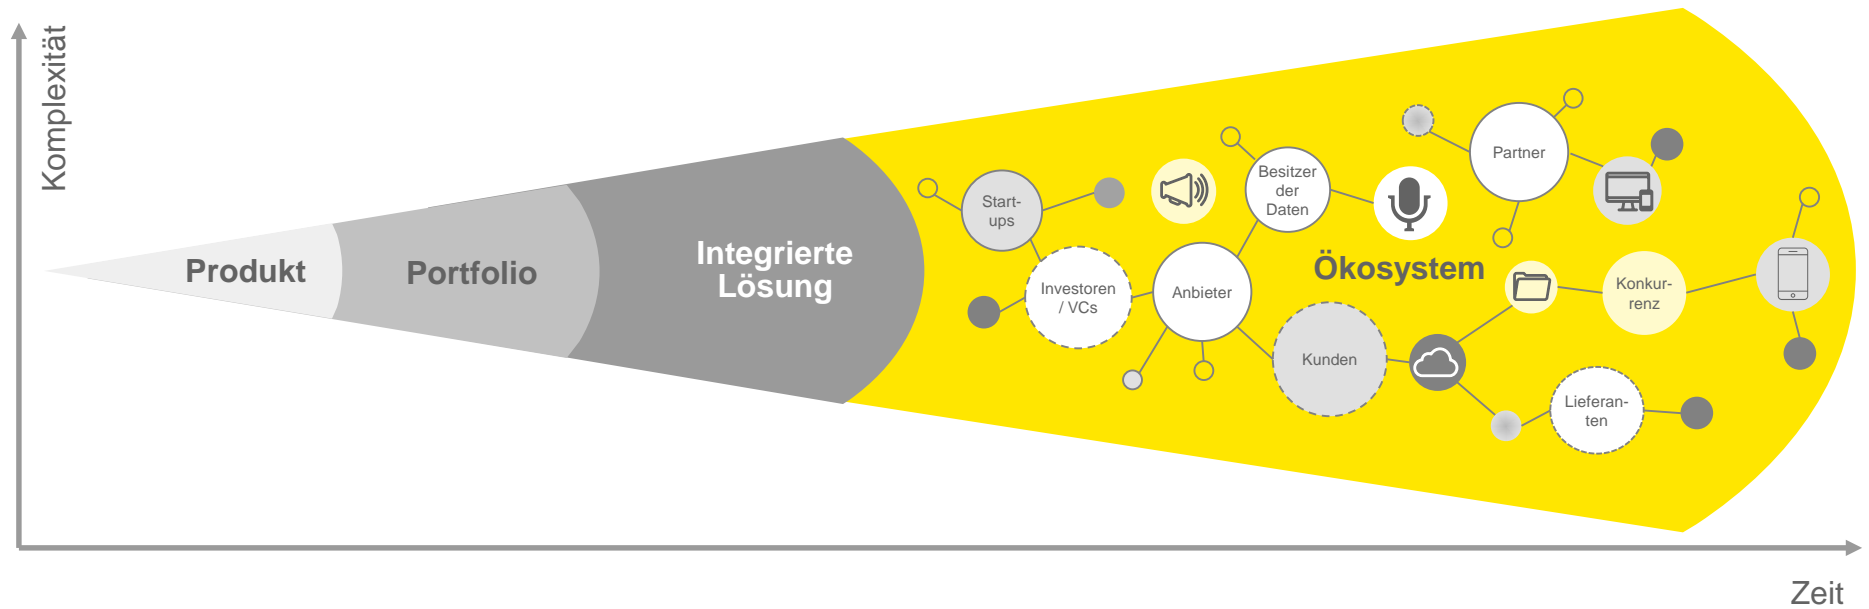 Komplexität
Produkt
Portfolio
Integrierte
Lösung
Ökosystem
Start-
ups
Investoren
/ VCs
Anbieter
Besitzer
der
Daten
Kunden
Partner
Konkur-
renz
Lieferan-
ten
Zeit